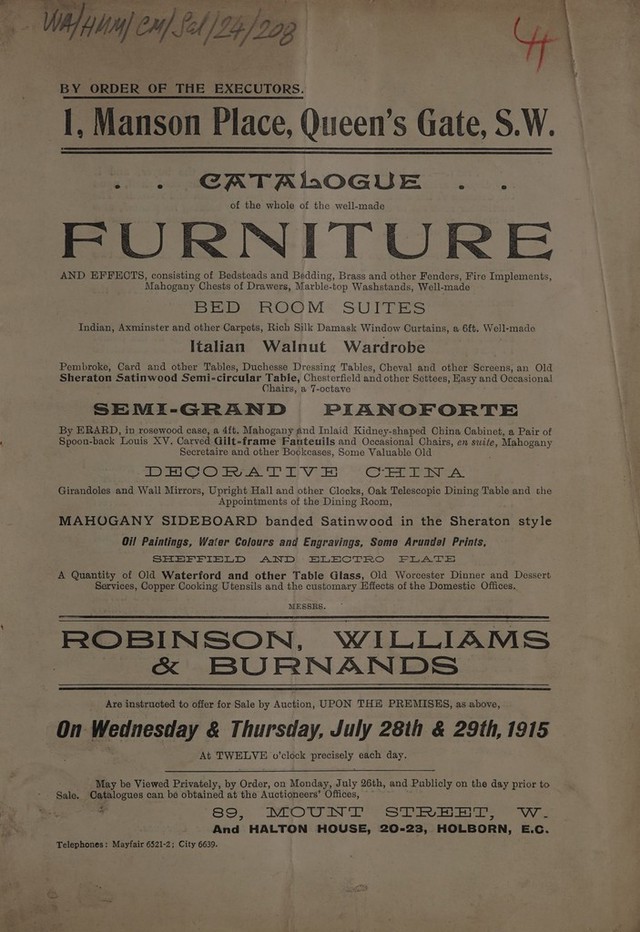 WA/HMM/CM/Sal/24/208
BY ORDER OF THE EXECUTORS.
1, Manson Place, Queen's Gate, S.W.
. . CATALOGUE . .
of the whole of the well-made
FURNITURE
AND EFFECTS, consisting of Bedsteads and Bedding, Brass and other Fenders, Fire Implements,
Mahogany Chests of Drawers, Marble-top Washstands, Well-made
BED ROOM SUITES
Indian, Axminster and other Carpets, Rich Silk Damask Window Curtains, a 6ft. Well-made
Italian Walnut Wardrobe
Pembroke, Card and other Tables, Duchesse Dressing Tables, Cheval and other Screens, an Old
Sheraton Satinwood Semi-circular Table, Chesterfield and other Settees, Easy and Occasional
Chairs, a 7-octave
SEMI-GRAND PIANOFORTE
By ERARD, in rosewood case, a 4ft. Mahogany and Inlaid Kidney-shaped China Cabinet, a Pair of
Spoon-back Louis XV. Carved Gilt-frame Fanteuils and Occasional Chairs, en suite, Mahogany
Secretaire and other Bookcases, Some Valuable Old
DECORATIVE CHINA
Girandoles and Wall Mirrors, Upright Hall and other Clocks, Oak Telescopic Dining Table and the
Appointments of the Dining Room,
MAHOGANY SIDEBOARD banded Satinwood in the Sheraton style
Oil Paintings, Water Colours and Engravings, Some Arundel Prints,
SHEFFIELD AND ELECTRO PLATE
A Quantity of Old Waterford and other Table Glass, Old Worcester Dinner and Dessert
Services, Copper Cooking Utensils and the customary Effects of the Domestic Offices.
MESSRS.
ROBINSON, WILLIAMS
& BURNANDS
Are instructed to offer for Sale by Auction, UPON THE PREMISES, as above,
On Wednesday & Thursday, July 28th & 29th, 1915
At TWELVE o'clock precisely each day.
May be Viewed Privately, by Order, on Monday, July 26th, and Publicly on the day prior to
Sale. Catalogues can be obtained at the Auctioneers' Offices,
89, MOUNT STREET, W.
And HALTON HOUSE, 20-23, HOLBORN, E.C.
Telephones: Mayfair 6521-2; City 6639.